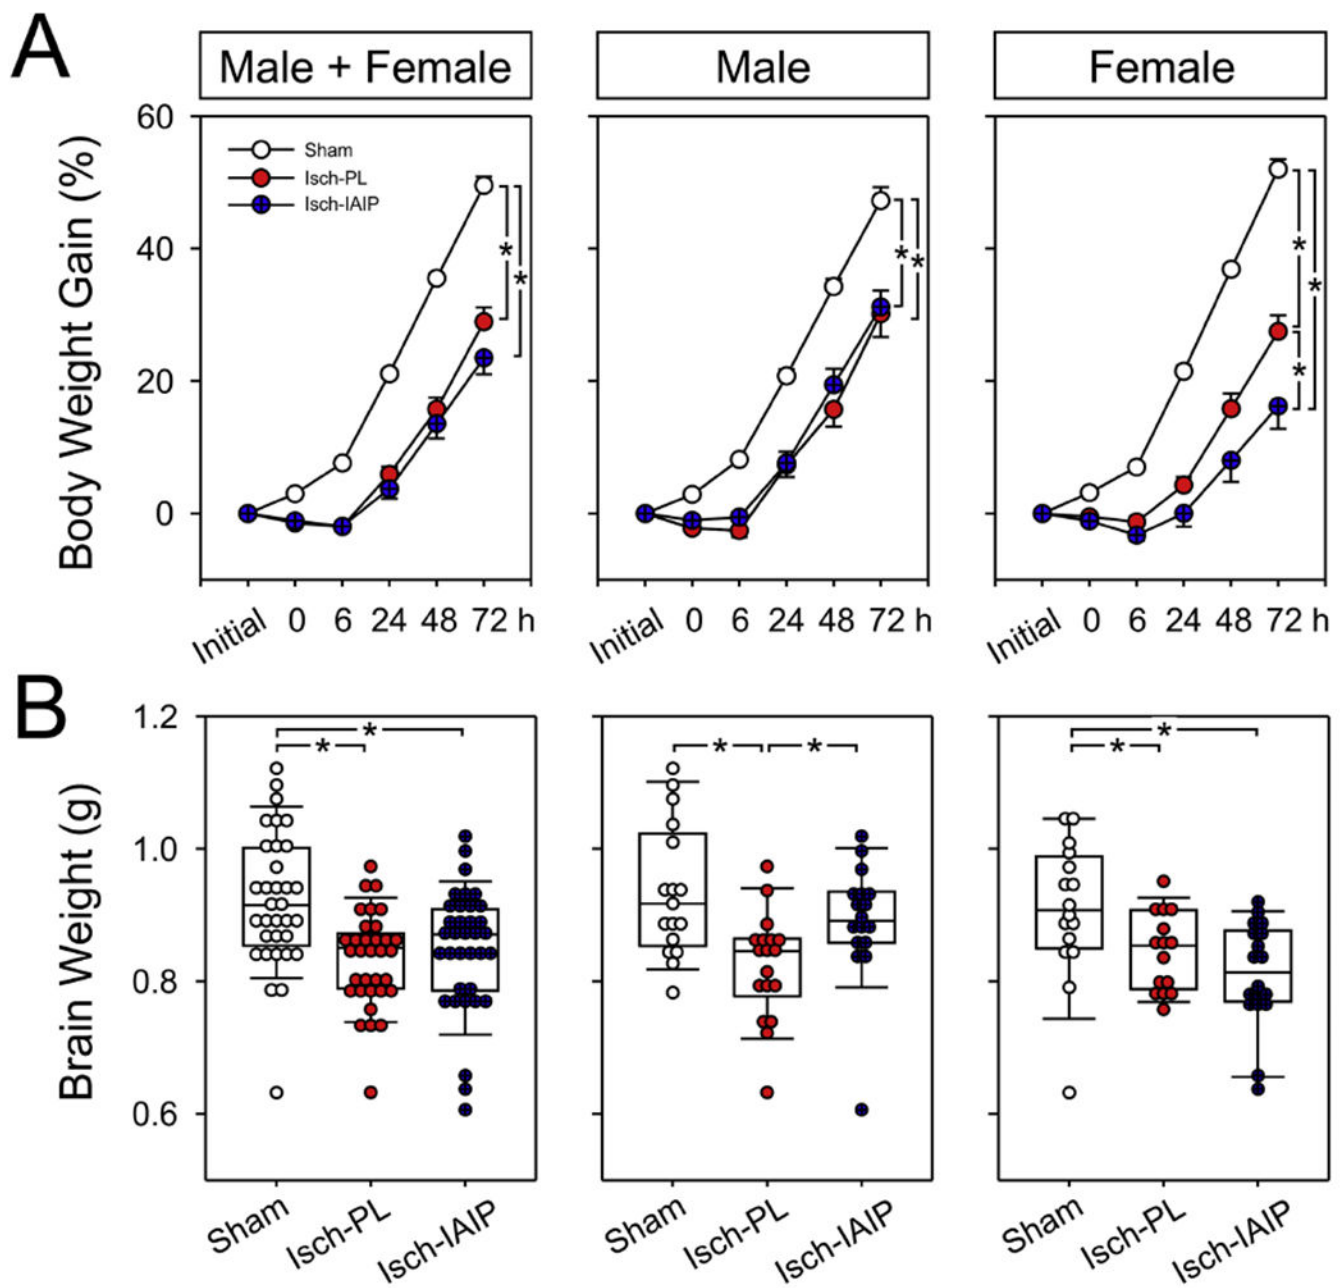 A
Male + Female
Male
Female
Body Weight Gain (%)
60
40
20
0
Sham
Isch-PL
Isch-IAIP
*
*
*
*
*
*
*
Initial 0 6 24 48 72 h
Initial 0 6 24 48 72 h
Initial 0 6 24 48 72 h
B
Brain Weight (g)
1.2
1.0
0.8
0.6
*
*
*
*
*
*
Sham Isch-PL Isch-IAIP
Sham Isch-PL Isch-IAIP
Sham Isch-PL Isch-IAIP